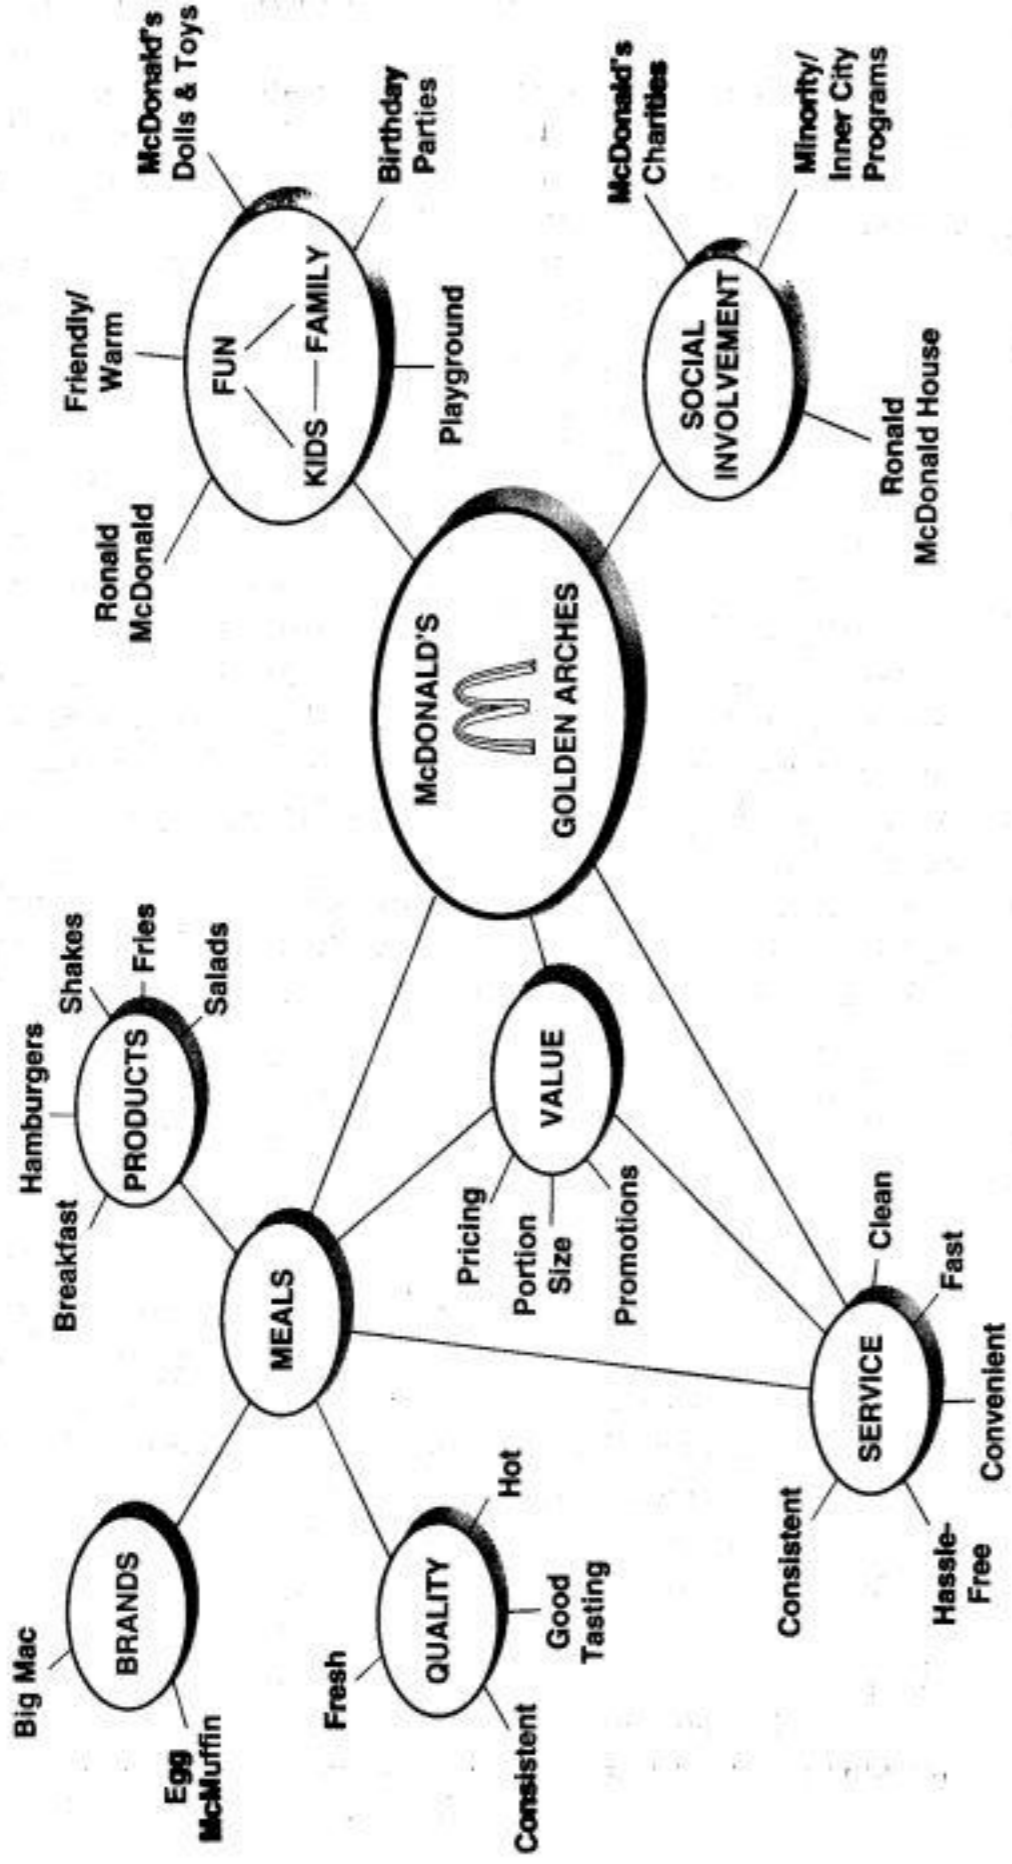 Big Mac
BRANDS
Egg
McMuffin
Breakfast
Hamburgers
Shakes
Fries
Salads
PRODUCTS
MEALS
Fresh
QUALITY
Hot
Good
Tasting
Consistent
Pricing
Portion
Size
Promotions
VALUE
Consistent
SERVICE
Clean
Fast
Convenient
Hassle-
Free
McDONALD'S
GOLDEN ARCHES
Ronald
McDonald
Friendly/
Warm
McDonald's
Dolls & Toys
FUN
KIDS
FAMILY
Birthday
Parties
Playground
SOCIAL
INVOLVEMENT
McDonald's
Charities
Minority/
Inner City
Programs
Ronald
McDonald House